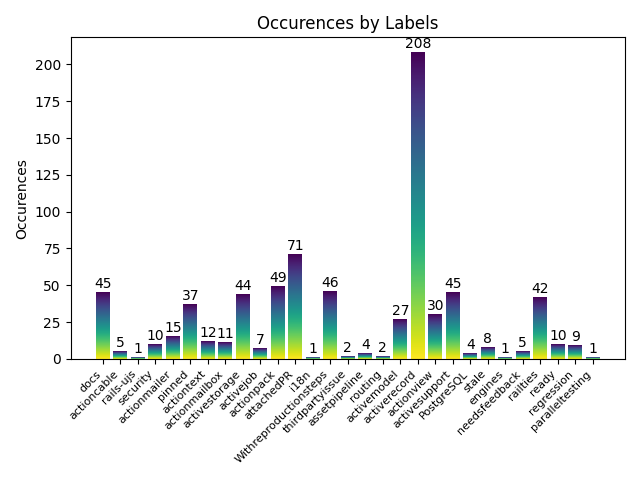 Occurences by Labels
208
200
175
150
125
100
75
50
25
0
Occurences
45
5
1
10
15
37
12
11
44
7
49
71
1
46
2
4
2
27
30
45
4
8
1
5
42
10
9
1
docs
actioncable
rails-ujs
security
actionmailer
pinned
actiontext
actionmailbox
activestorage
activejob
actionpack
attachedPR
i18n
Withreproductionsteps
thirdpartyissue
assetpipeline
routing
activemodel
activerecord
actionview
activesupport
PostgreSQL
stale
engines
needsfeedback
railties
ready
regression
paralleltesting